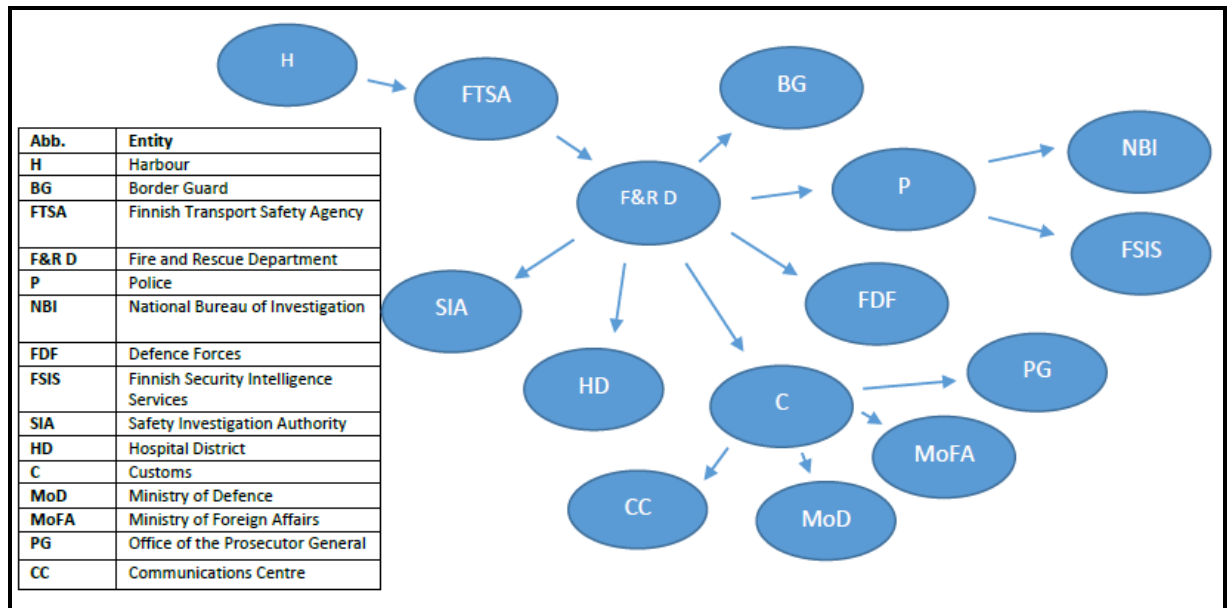 H
FTSA
BG
NBI
F&R D
P
FSIS
SIA
FDF
HD
C
PG
MoFA
CC
MoD
Abb. Entity
H Harbour
BG Border Guard
FTSA Finnish Transport Safety Agency
F&R D Fire and Rescue Department
P Police
NBI National Bureau of Investigation
FDF Defence Forces
FSIS Finnish Security Intelligence
Services
SIA Safety Investigation Authority
HD Hospital District
C Customs
MoD Ministry of Defence
MoFA Ministry of Foreign Affairs
PG Office of the Prosecutor General
CC Communications Centre